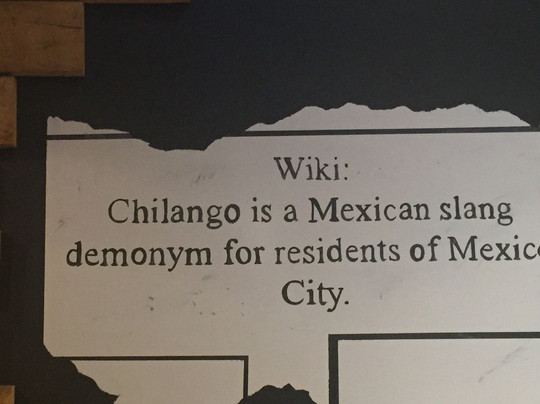 Wiki:
Chilango is a Mexican slang
demonym for residents of Mexic
City.